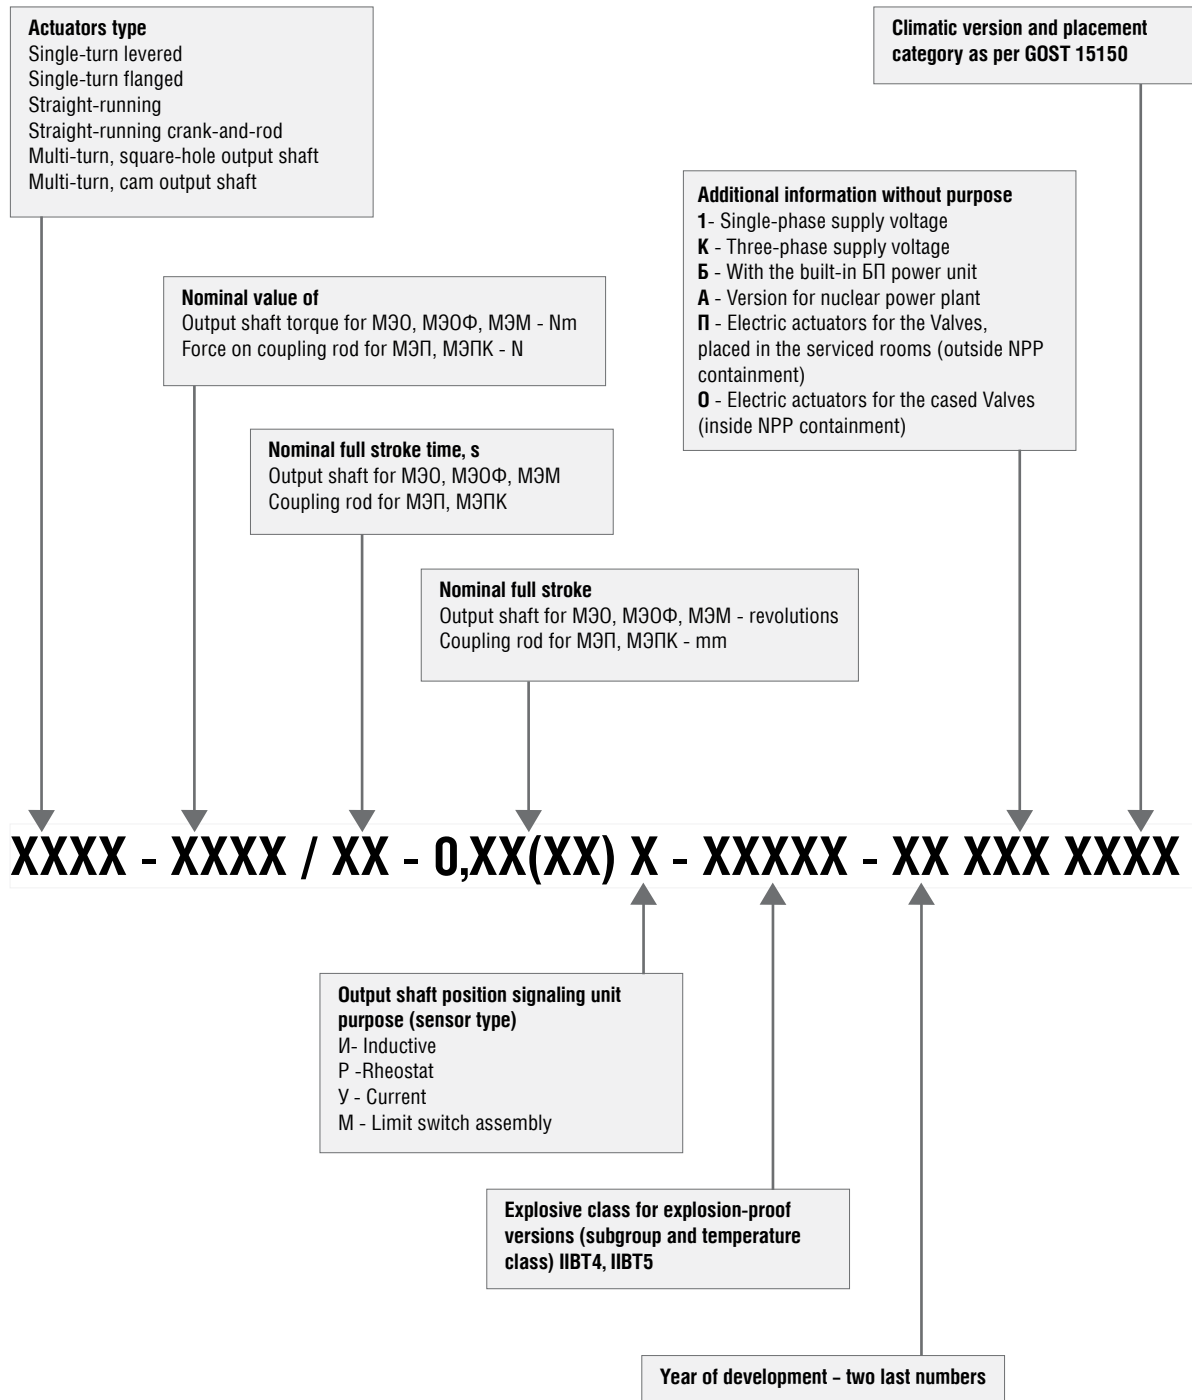 Actuators type
Single-turn levered
Single-turn flanged
Straight-running
Straight-running crank-and-rod
Multi-turn, square-hole output shaft
Multi-turn, cam output shaft
Climatic version and placement
category as per GOST 15150
Additional information without purpose
1- Single-phase supply voltage
К - Three-phase supply voltage
Б - With the built-in БП power unit
А - Version for nuclear power plant
П - Electric actuators for the Valves,
placed in the serviced rooms (outside NPP
containment)
О - Electric actuators for the cased Valves
(inside NPP containment)
Nominal value of
Output shaft torque for МЭО, МЭОФ, МЭМ - Nm
Force on coupling rod for МЭП, МЭПК - N
Nominal full stroke time, s
Output shaft for МЭО, МЭОФ, МЭМ
Coupling rod for МЭП, МЭПК
Nominal full stroke
Output shaft for МЭО, МЭОФ, МЭМ - revolutions
Coupling rod for МЭП, МЭПК - mm
XXXX - XXXX / XX - 0,XX(XX) X - XXXXX - XX XXX XXXX
Output shaft position signaling unit
purpose (sensor type)
И- Inductive
Р -Rheostat
У - Current
М - Limit switch assembly
Explosive class for explosion-proof
versions (subgroup and temperature
class) IIBT4, IIBT5
Year of development – two last numbers